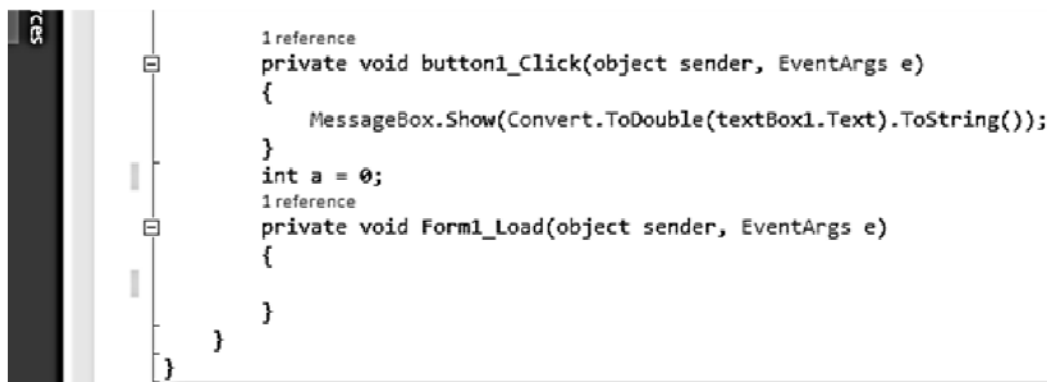 rces
1 reference
private void button1_Click(object sender, EventArgs e)
{
MessageBox.Show(Convert.ToDouble(textBox1.Text).ToString());
}
int a = 0;
1 reference
private void Form1_Load(object sender, EventArgs e)
{
}
}
}